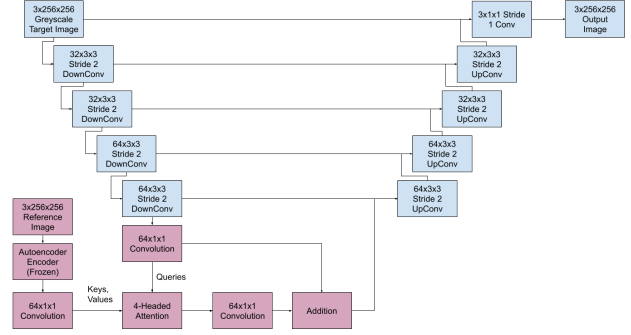 3x256x256
Greyscale
Target Image
3x1x1 Stride
1 Conv
3x256x256
Output
Image
32x3x3
Stride 2
DownConv
32x3x3
Stride 2
UpConv
32x3x3
Stride 2
DownConv
32x3x3
Stride 2
UpConv
64x3x3
Stride 2
DownConv
64x3x3
Stride 2
UpConv
64x3x3
Stride 2
DownConv
64x3x3
Stride 2
UpConv
3x256x256
Reference
Image
64x1x1
Convolution
Autoencoder
Encoder
(Frozen)
Queries
Keys,
Values
64x1x1
Convolution
4-Headed
Attention
64x1x1
Convolution
Addition